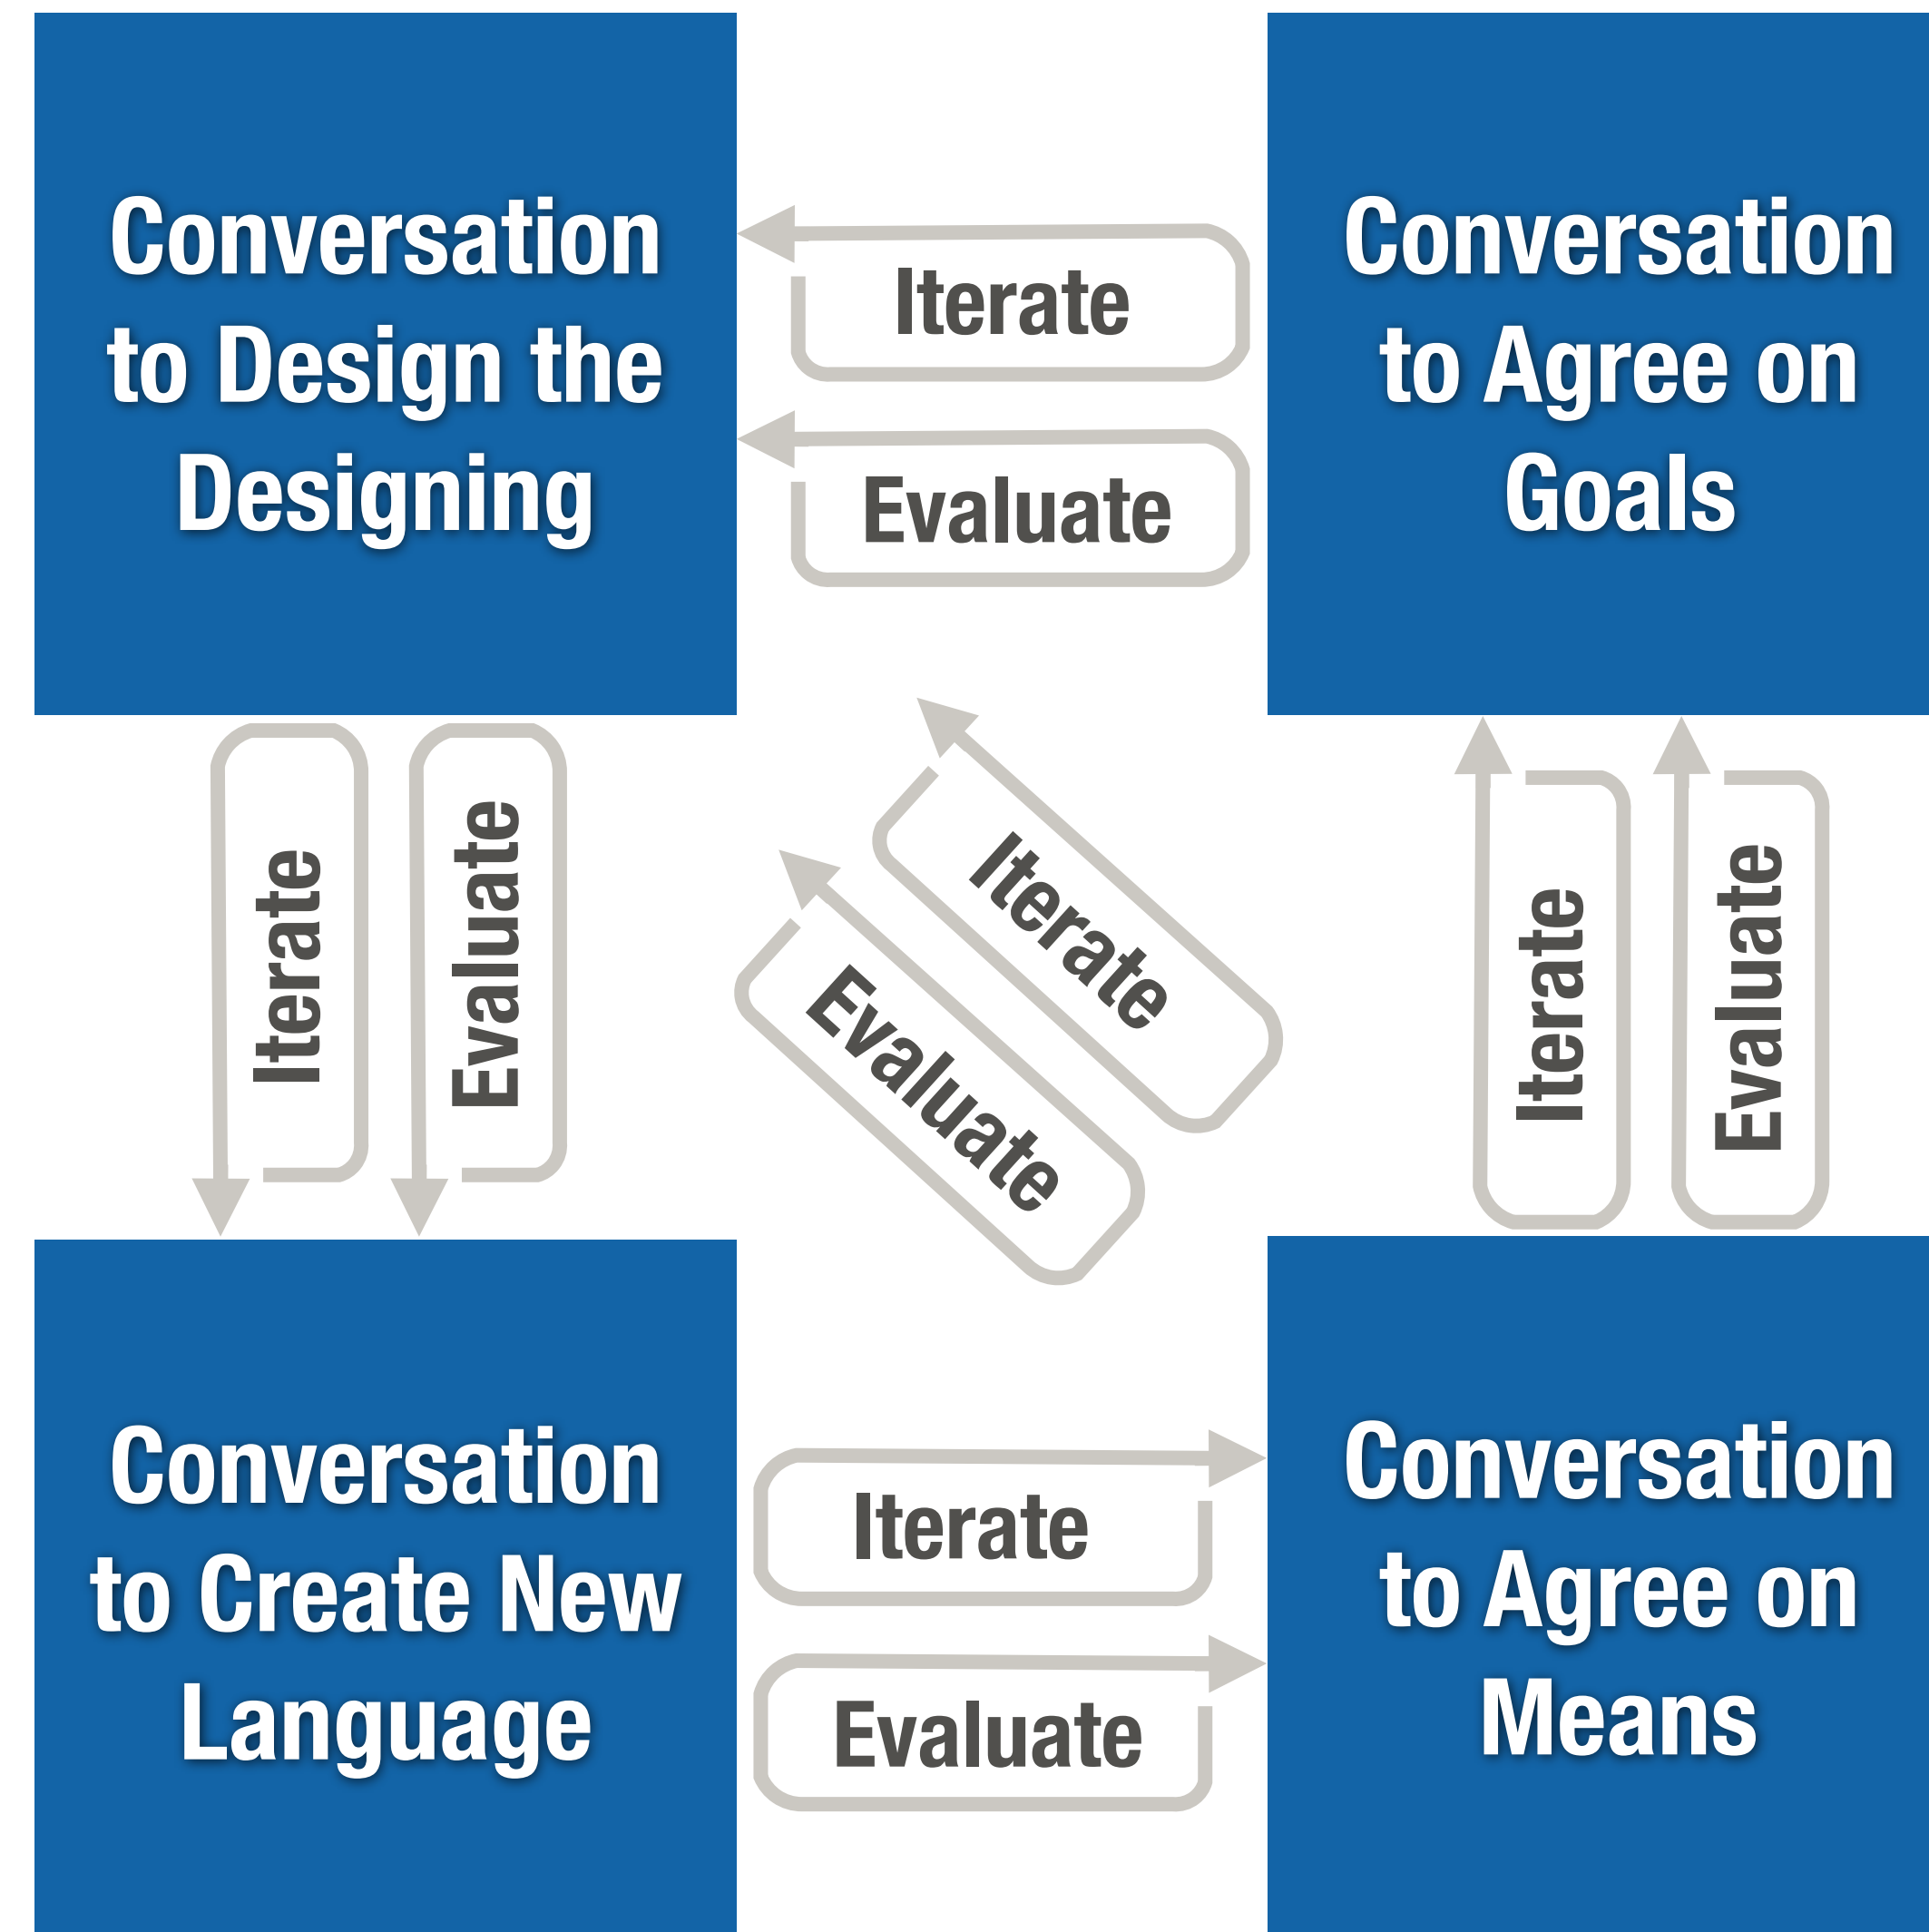 Conversation
to Design the
Designing
Iterate
Evaluate
Conversation
to Agree on
Goals
Iterate
Evaluate
Iterate
Evaluate
Iterate
Evaluate
Conversation
to Create New
Language
Iterate
Evaluate
Conversation
to Agree on
Means